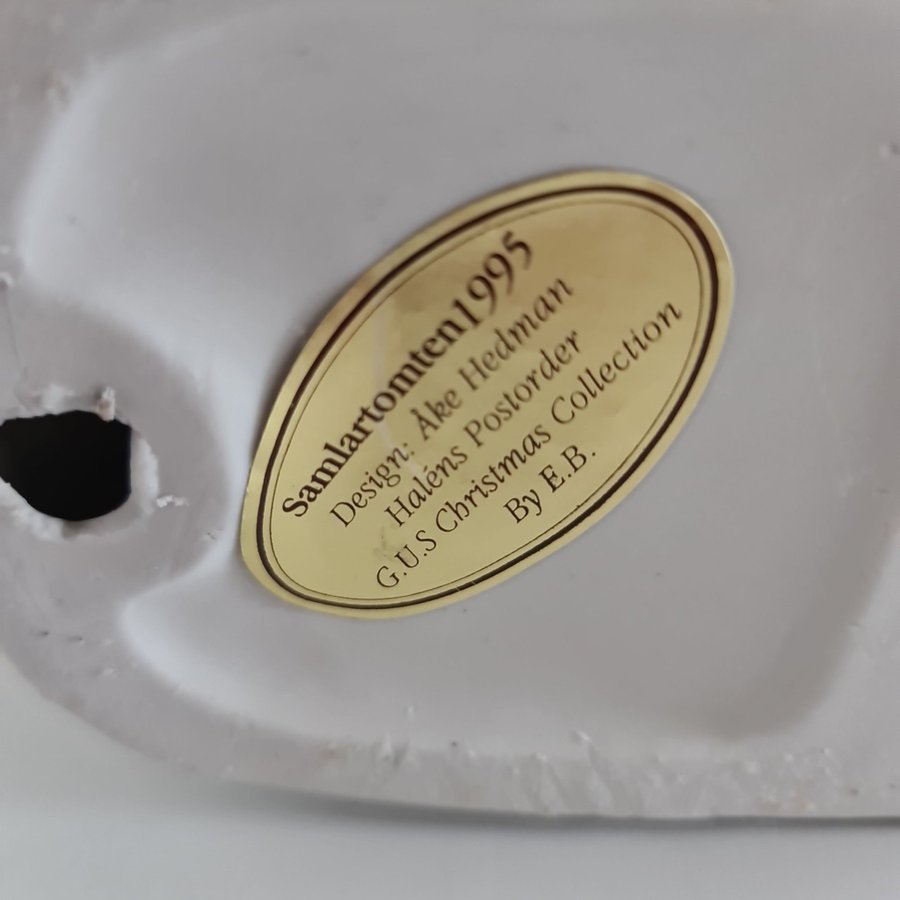 Samlartomten1995
Design: Åke Hedman
Haléns Postorder
G.U.S Christmas Collection
By E.B.